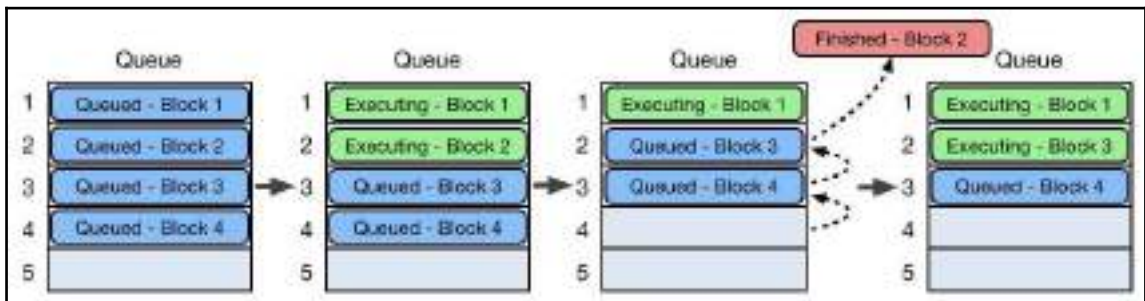 Finished - Block 2
Queue
Queue
Queue
Queue
1 Queued - Block 1
2 Queued - Block 2
3 Queued - Block 3
4 Queued - Block 4
5
1 Executing - Block 1
2 Executing - Block 2
3 Queued - Block 3
4 Queued - Block 4
5
1 Executing - Block 1
2 Queued - Block 3
3 Queued - Block 4
4
5
1 Executing - Block 1
2 Executing - Block 3
3 Queued - Block 4
4
5